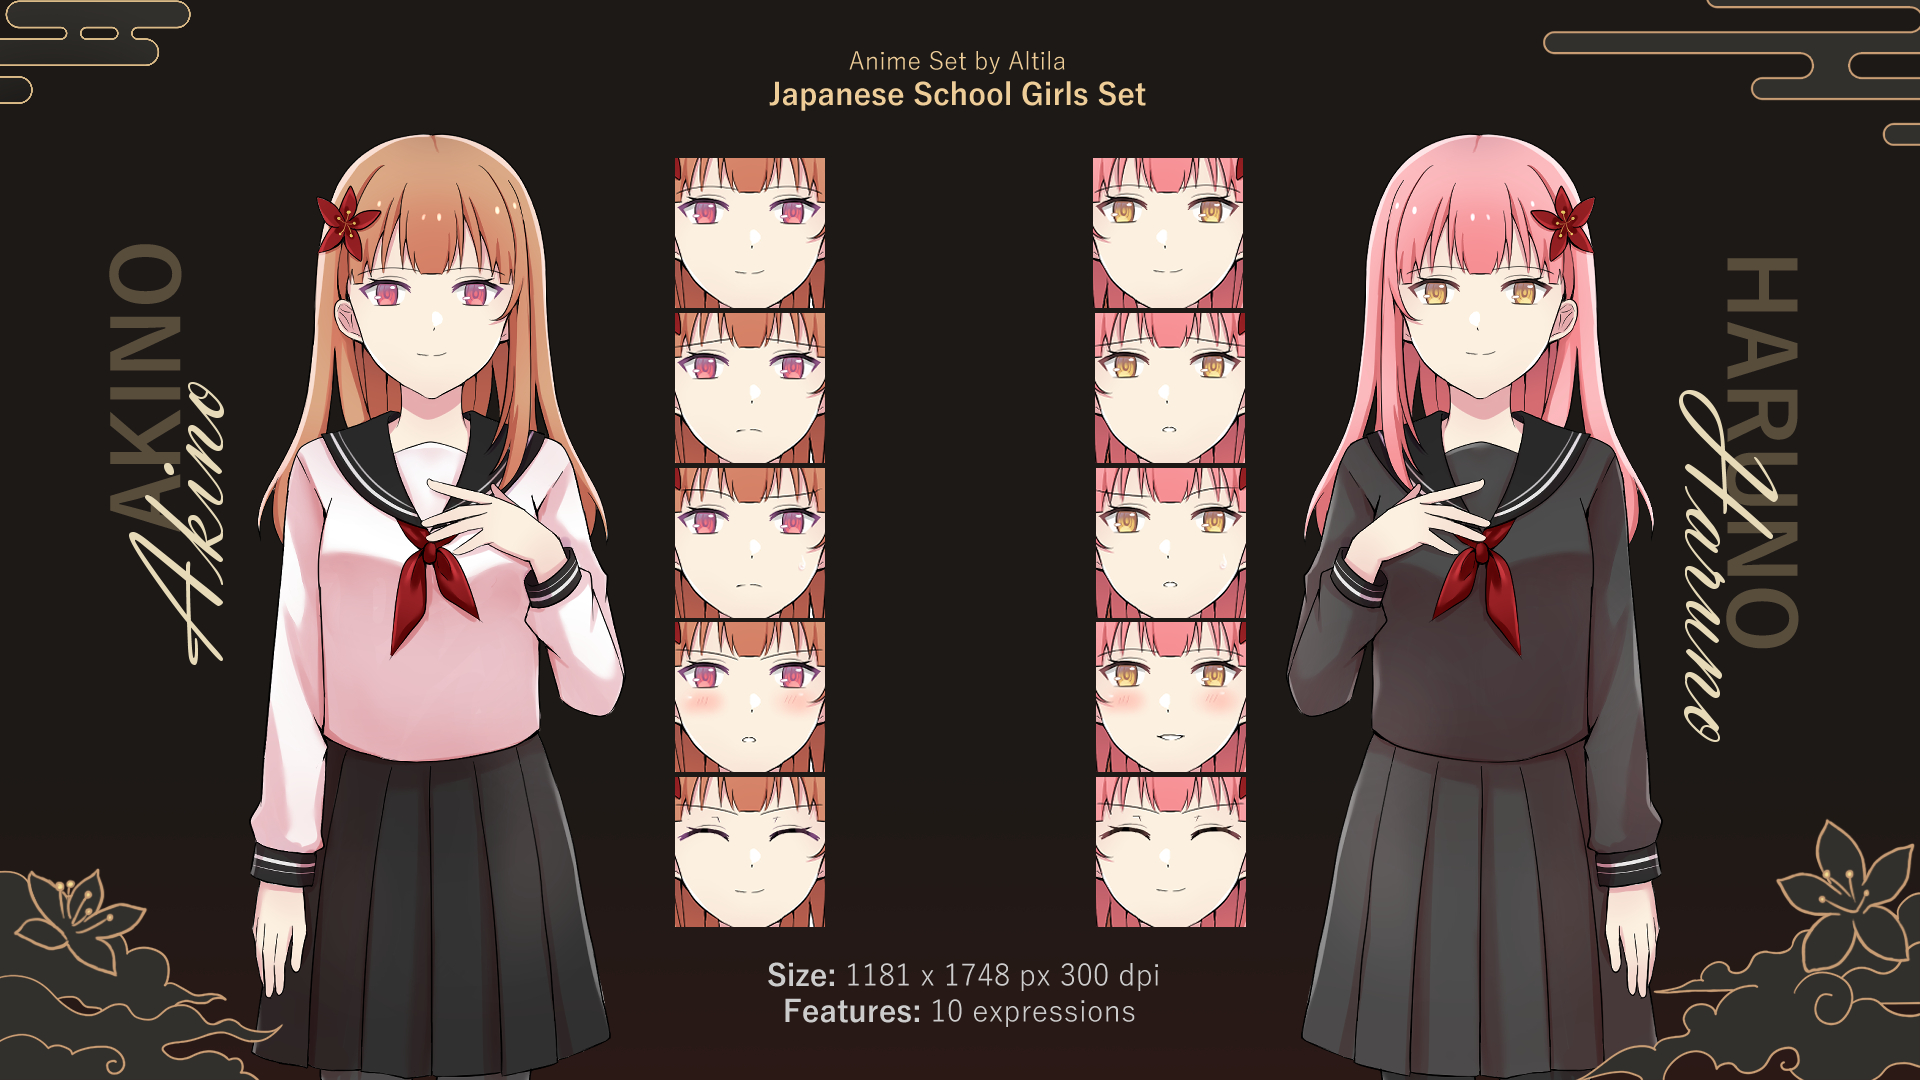 Anime Set by Altila
Japanese School Girls Set
AKINO
Akino
HARUNO
Haruno
Size: 1181 x 1748 px 300 dpi
Features: 10 expressions